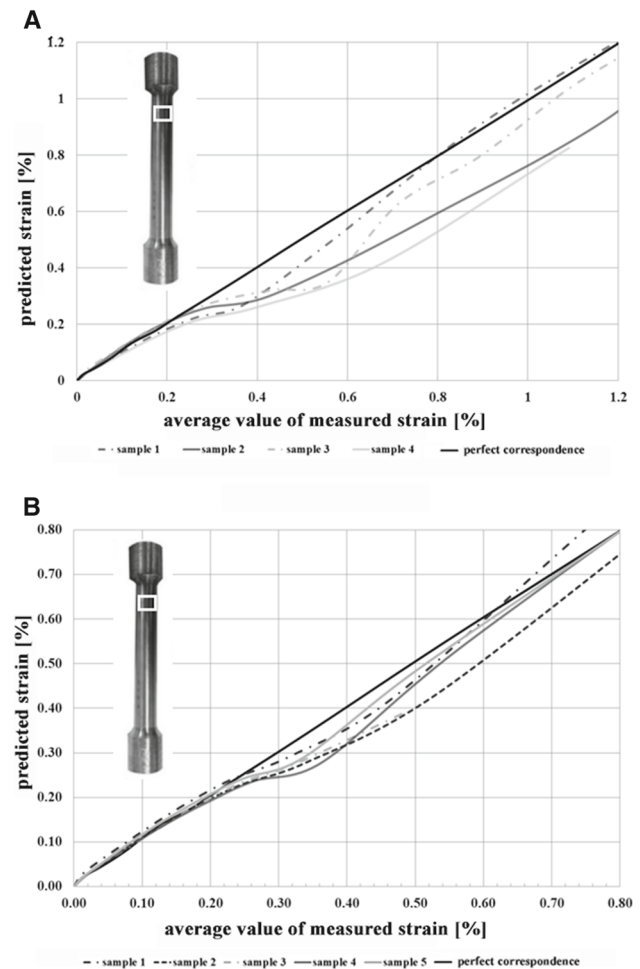 A
1.2
1
0.8
0.6
0.4
0.2
0
predicted strain [%]
0 0.2 0.4 0.6 0.8 1 1.2
average value of measured strain [%]
sample 1 sample 2 sample 3 sample 4 perfect correspondence
B
0.80
0.70
0.60
0.50
0.40
0.30
0.20
0.10
0.00
predicted strain [%]
0.00 0.10 0.20 0.30 0.40 0.50 0.60 0.70 0.80
average value of measured strain [%]
sample 1 sample 2 sample 3 sample 4 sample 5 perfect correspondence